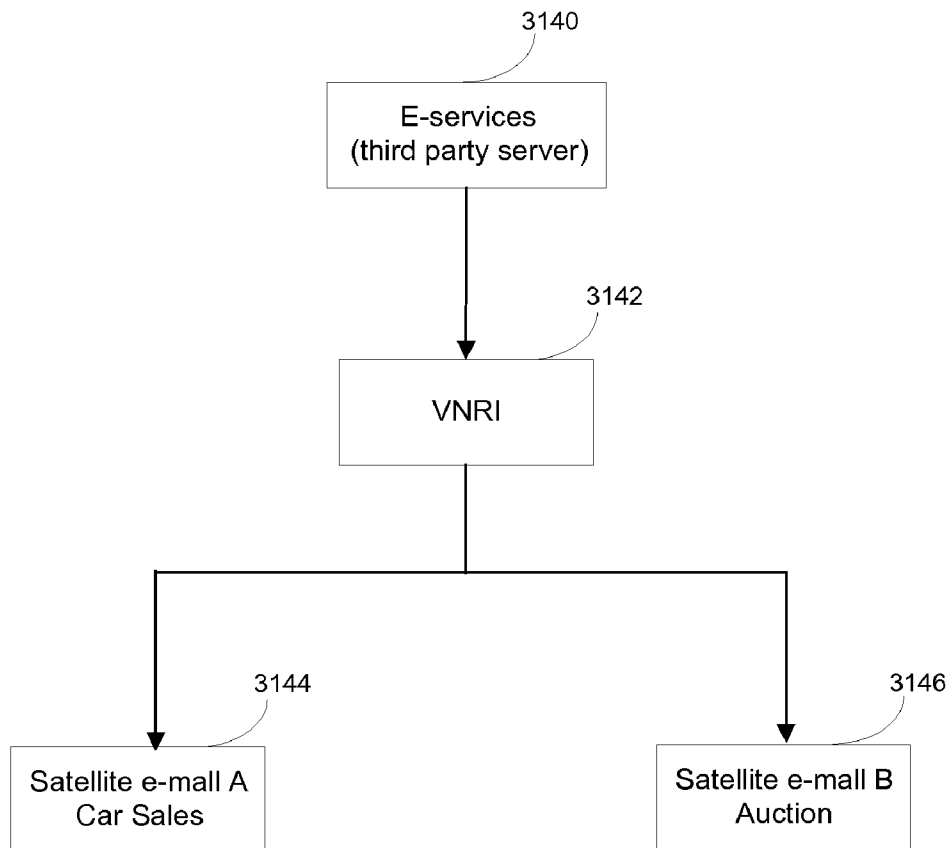 3140
E-services
(third party server)
3142
VNRI
3144
Satellite e-mall A
Car Sales
3146
Satellite e-mall B
Auction